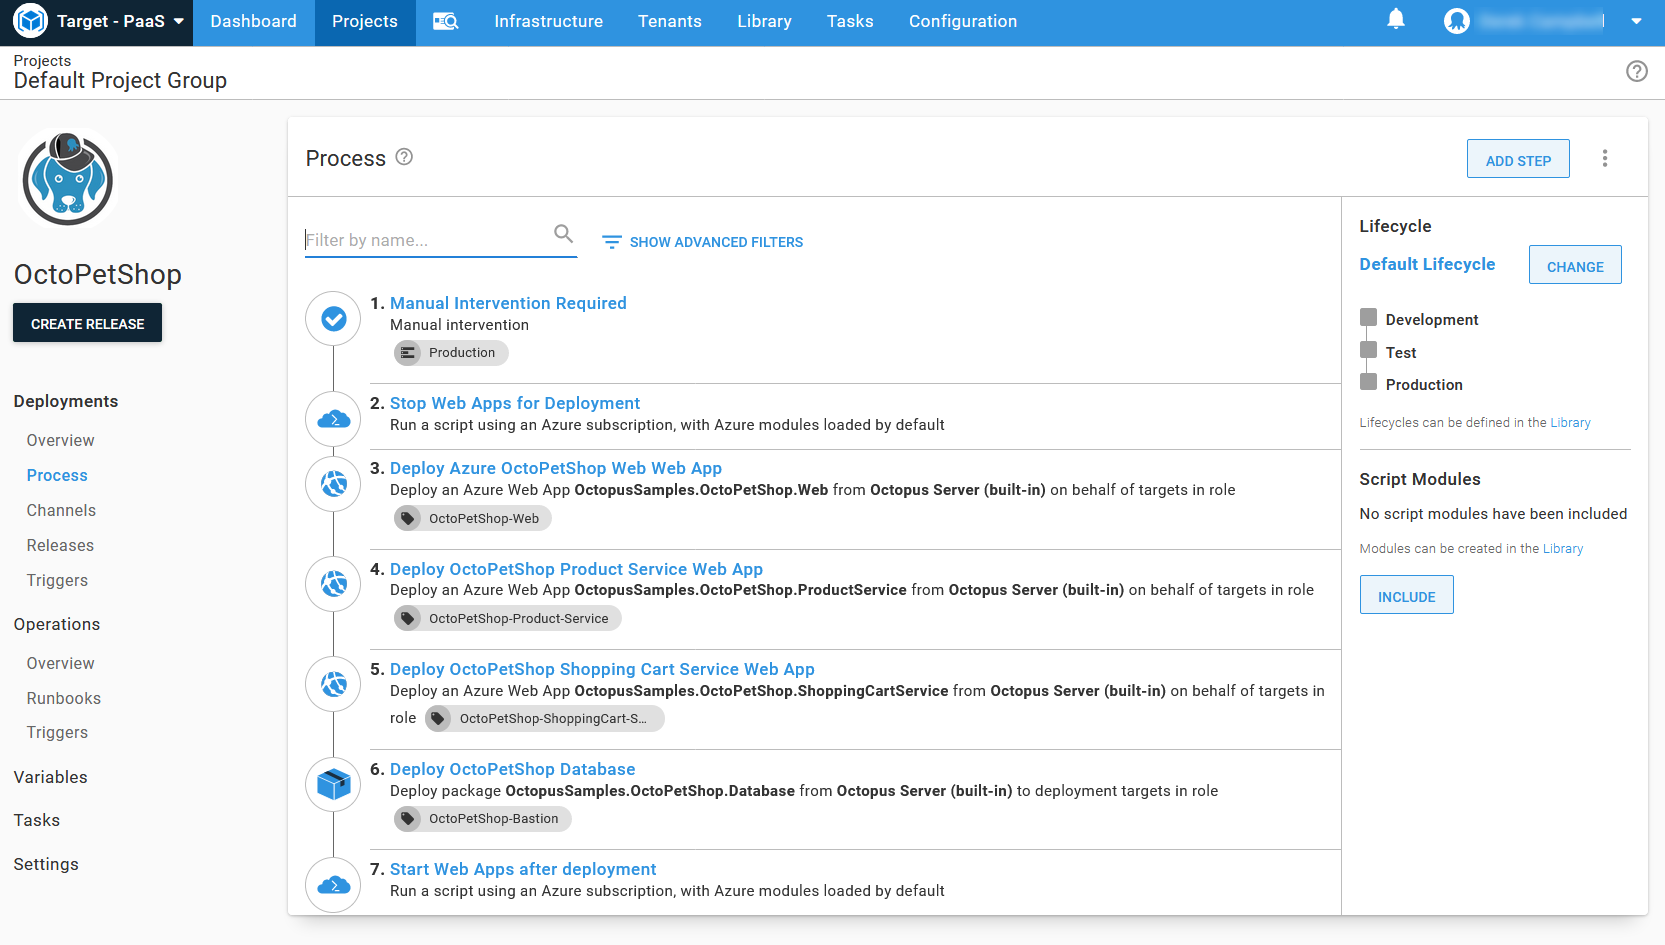 Target - PaaS
Dashboard
Projects
Infrastructure
Tenants
Library
Tasks
Configuration
Projects
Default Project Group
OctoPetShop
CREATE RELEASE
Deployments
Overview
Process
Channels
Releases
Triggers
Operations
Overview
Runbooks
Triggers
Variables
Tasks
Settings
Process
ADD STEP
Filter by name...
SHOW ADVANCED FILTERS
1. Manual Intervention Required
Manual intervention
Production
2. Stop Web Apps for Deployment
Run a script using an Azure subscription, with Azure modules loaded by default
3. Deploy Azure OctoPetShop Web Web App
Deploy an Azure Web App OctopusSamples.OctoPetShop.Web from Octopus Server (built-in) on behalf of targets in role
OctoPetShop-Web
4. Deploy OctoPetShop Product Service Web App
Deploy an Azure Web App OctopusSamples.OctoPetShop.ProductService from Octopus Server (built-in) on behalf of targets in role
OctoPetShop-Product-Service
5. Deploy OctoPetShop Shopping Cart Service Web App
Deploy an Azure Web App OctopusSamples.OctoPetShop.ShoppingCartService from Octopus Server (built-in) on behalf of targets in
role OctoPetShop-ShoppingCart-S...
6. Deploy OctoPetShop Database
Deploy package OctopusSamples.OctoPetShop.Database from Octopus Server (built-in) to deployment targets in role
OctoPetShop-Bastion
7. Start Web Apps after deployment
Run a script using an Azure subscription, with Azure modules loaded by default
Lifecycle
Default Lifecycle
CHANGE
Development
Test
Production
Lifecycles can be defined in the Library
Script Modules
No script modules have been included
Modules can be created in the Library
INCLUDE